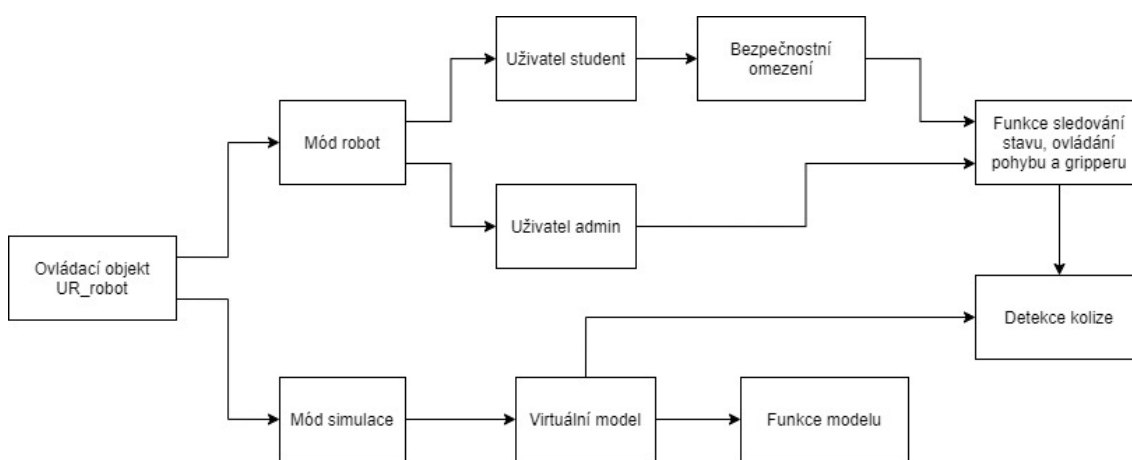 Uživatel student
Bezpečnostní
omezení
Mód robot
Funkce sledování
stavu, ovládání
pohybu a gripperu
Uživatel admin
Ovládací objekt
UR_robot
Detekce kolize
Mód simulace
Virtuální model
Funkce modelu